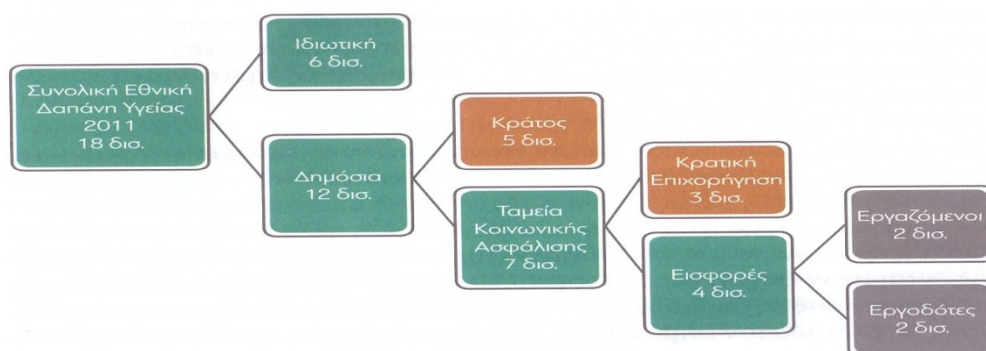 Ιδιωτική
6 δισ.
Συνολική Εθνική
Δαπάνη Υγείας
2011
18 δισ.
Δημόσια
12 δισ.
Κράτος
5 δισ.
Ταμεία
Κοινωνικής
Ασφάλισης
7 δισ.
Κρατική
Επιχορήγηση
3 δισ.
Εισφορές
4 δισ.
Εργαζόμενοι
2 δισ.
Εργοδότες
2 δισ.